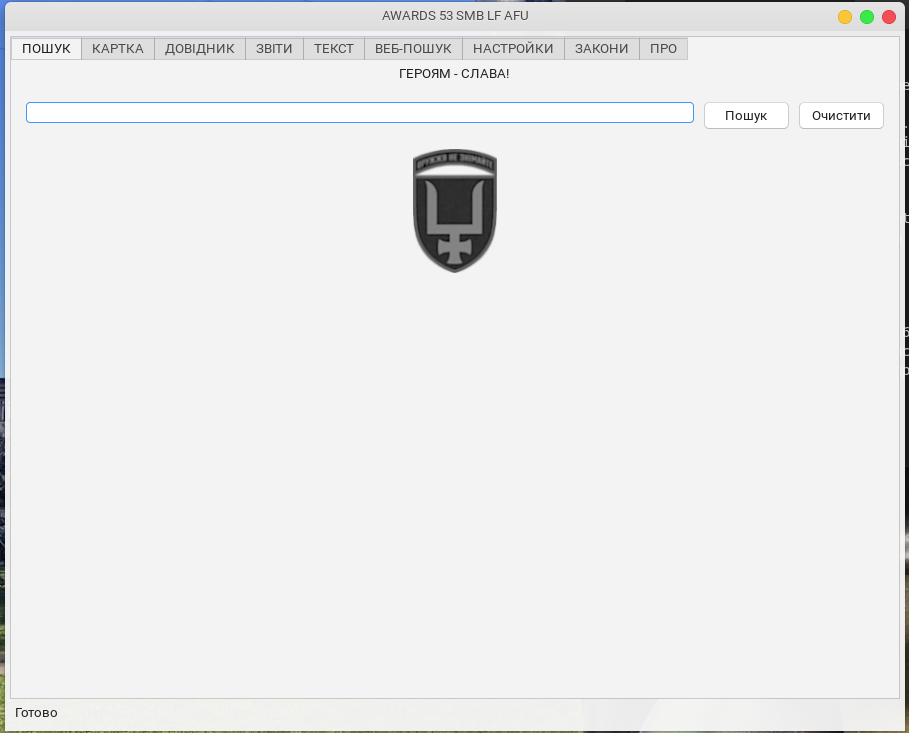 AWARDS 53 SMB LF AFU
ПОШУК КАРТКА ДОВІДНИК ЗВІТИ ТЕКСТ ВЕБ-ПОШУК НАСТРОЙКИ ЗАКОНИ ПРО
ГЕРОЯМ - СЛАВА!
Пошук Очистити
Готово